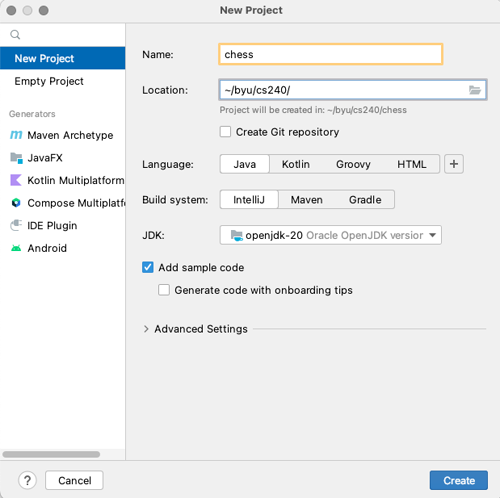 New Project
New Project
Empty Project
Generators
Maven Archetype
JavaFX
Kotlin Multiplatform
Compose Multiplatf
IDE Plugin
Android
Name: chess
Location: ~/byu/cs240/
Project will be created in: ~/byu/cs240/chess
Create Git repository
Language: Java Kotlin Groovy HTML +
Build system: IntelliJ Maven Gradle
JDK: openjdk-20 Oracle OpenJDK version
Add sample code
Generate code with onboarding tips
Advanced Settings
? Cancel Create